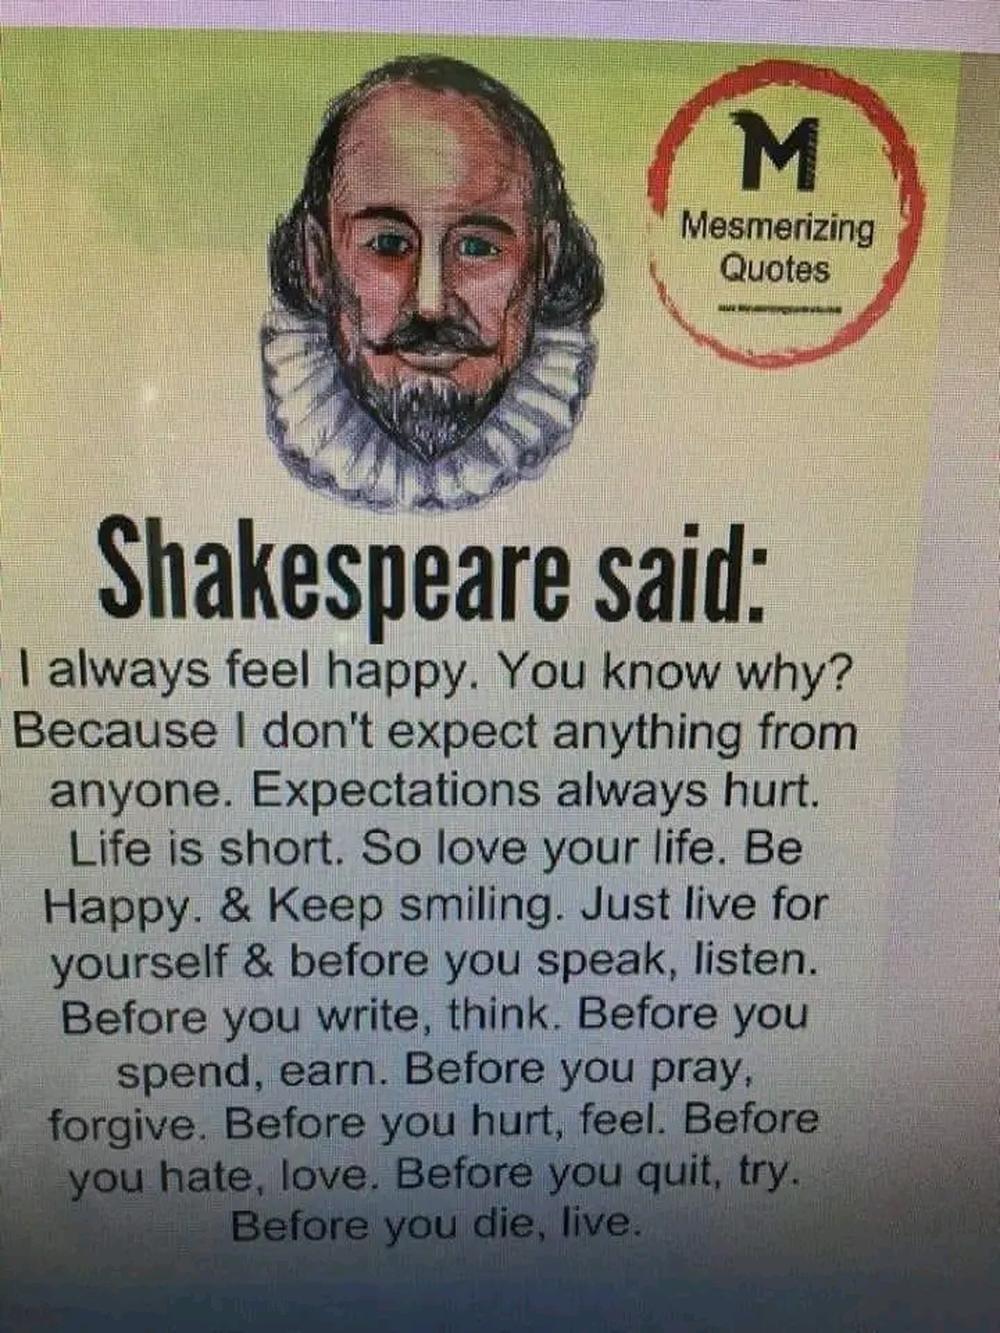 M
Mesmerizing
Quotes
Shakespeare said:
I always feel happy. You know why?
Because I don't expect anything from
anyone. Expectations always hurt.
Life is short. So love your life. Be
Happy. & Keep smiling. Just live for
yourself & before you speak, listen.
Before you write, think. Before you
spend, earn. Before you pray,
forgive. Before you hurt, feel. Before
you hate, love. Before you quit, try.
Before you die, live.